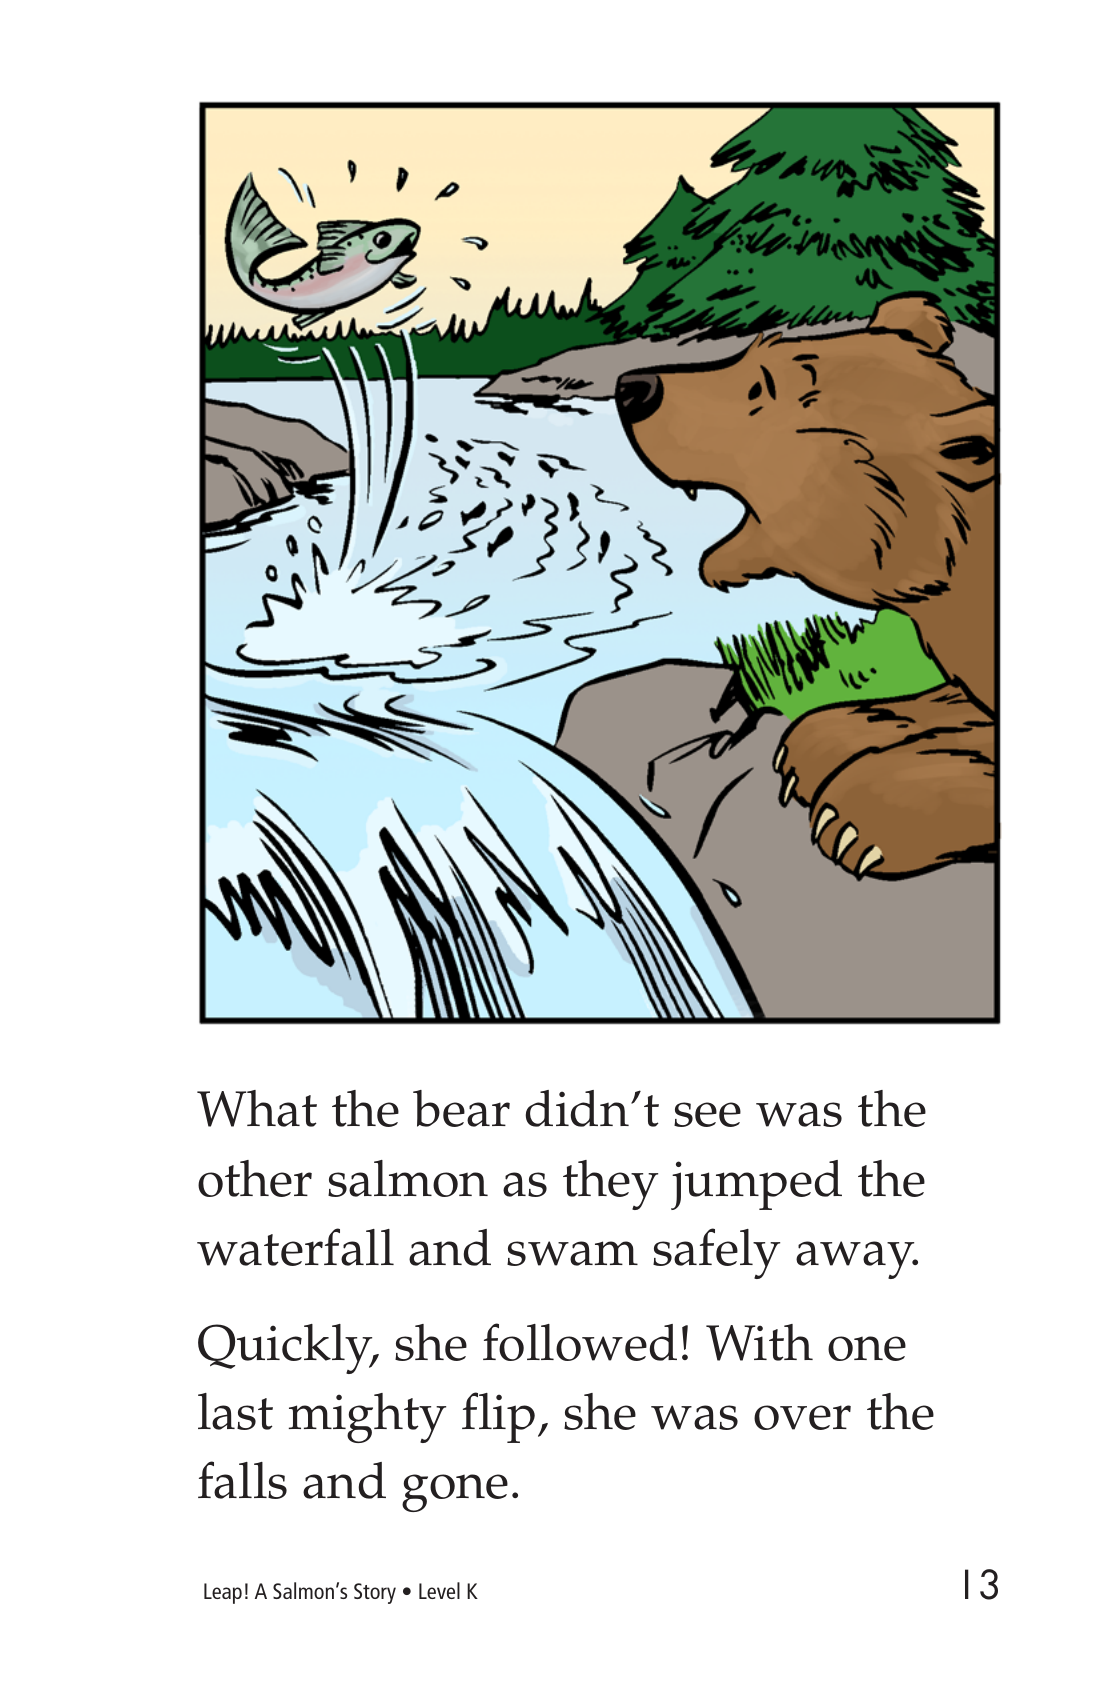 What the bear didn’t see was the
other salmon as they jumped the
waterfall and swam safely away.
Quickly, she followed! With one
last mighty flip, she was over the
falls and gone.
Leap! A Salmon’s Story • Level K
13